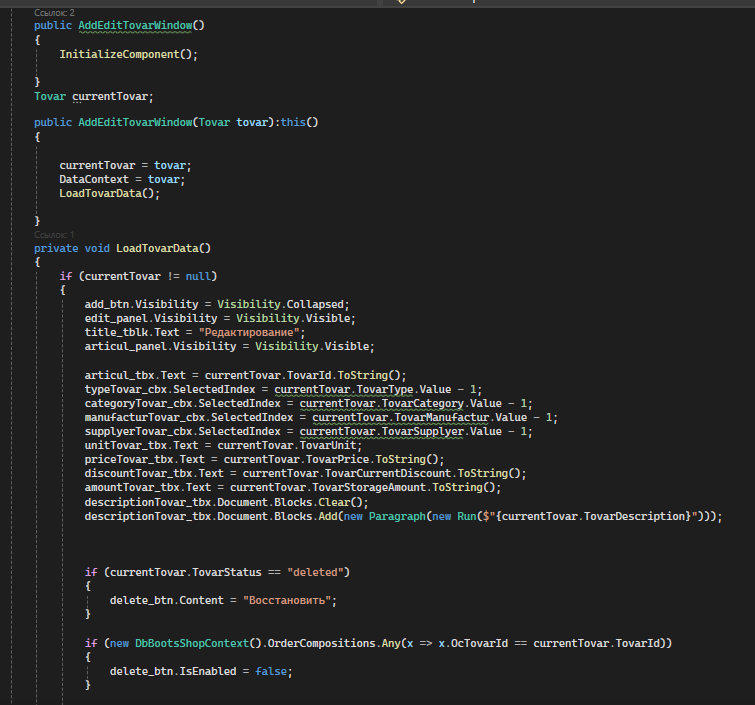 Ссылок: 2
public AddEditTovarWindow()
{
InitializeComponent();
}
Tovar currentTovar;
public AddEditTovarWindow(Tovar tovar):this()
{
currentTovar = tovar;
DataContext = tovar;
LoadTovarData();
}
Ссылок: 1
private void LoadTovarData()
{
if (currentTovar != null)
{
add_btn.Visibility = Visibility.Collapsed;
edit_panel.Visibility = Visibility.Visible;
title_tblk.Text = "Редактирование";
articul_panel.Visibility = Visibility.Visible;
articul_tbx.Text = currentTovar.TovarId.ToString();
typeTovar_cbx.SelectedIndex = currentTovar.TovarType.Value - 1;
categoryTovar_cbx.SelectedIndex = currentTovar.TovarCategory.Value - 1;
manufacturTovar_cbx.SelectedIndex = currentTovar.TovarManufactur.Value - 1;
supplyerTovar_cbx.SelectedIndex = currentTovar.TovarSupplyer.Value - 1;
unitTovar_tbx.Text = currentTovar.TovarUnit;
priceTovar_tbx.Text = currentTovar.TovarPrice.ToString();
discountTovar_tbx.Text = currentTovar.TovarCurrentDiscount.ToString();
amountTovar_tbx.Text = currentTovar.TovarStorageAmount.ToString();
descriptionTovar_tbx.Document.Blocks.Clear();
descriptionTovar_tbx.Document.Blocks.Add(new Paragraph(new Run($"{currentTovar.TovarDescription}")));
if (currentTovar.TovarStatus == "deleted")
{
delete_btn.Content = "Восстановить";
}
if (new DbBootsShopContext().OrderCompositions.Any(x => x.OcTovarId == currentTovar.TovarId))
{
delete_btn.IsEnabled = false;
}